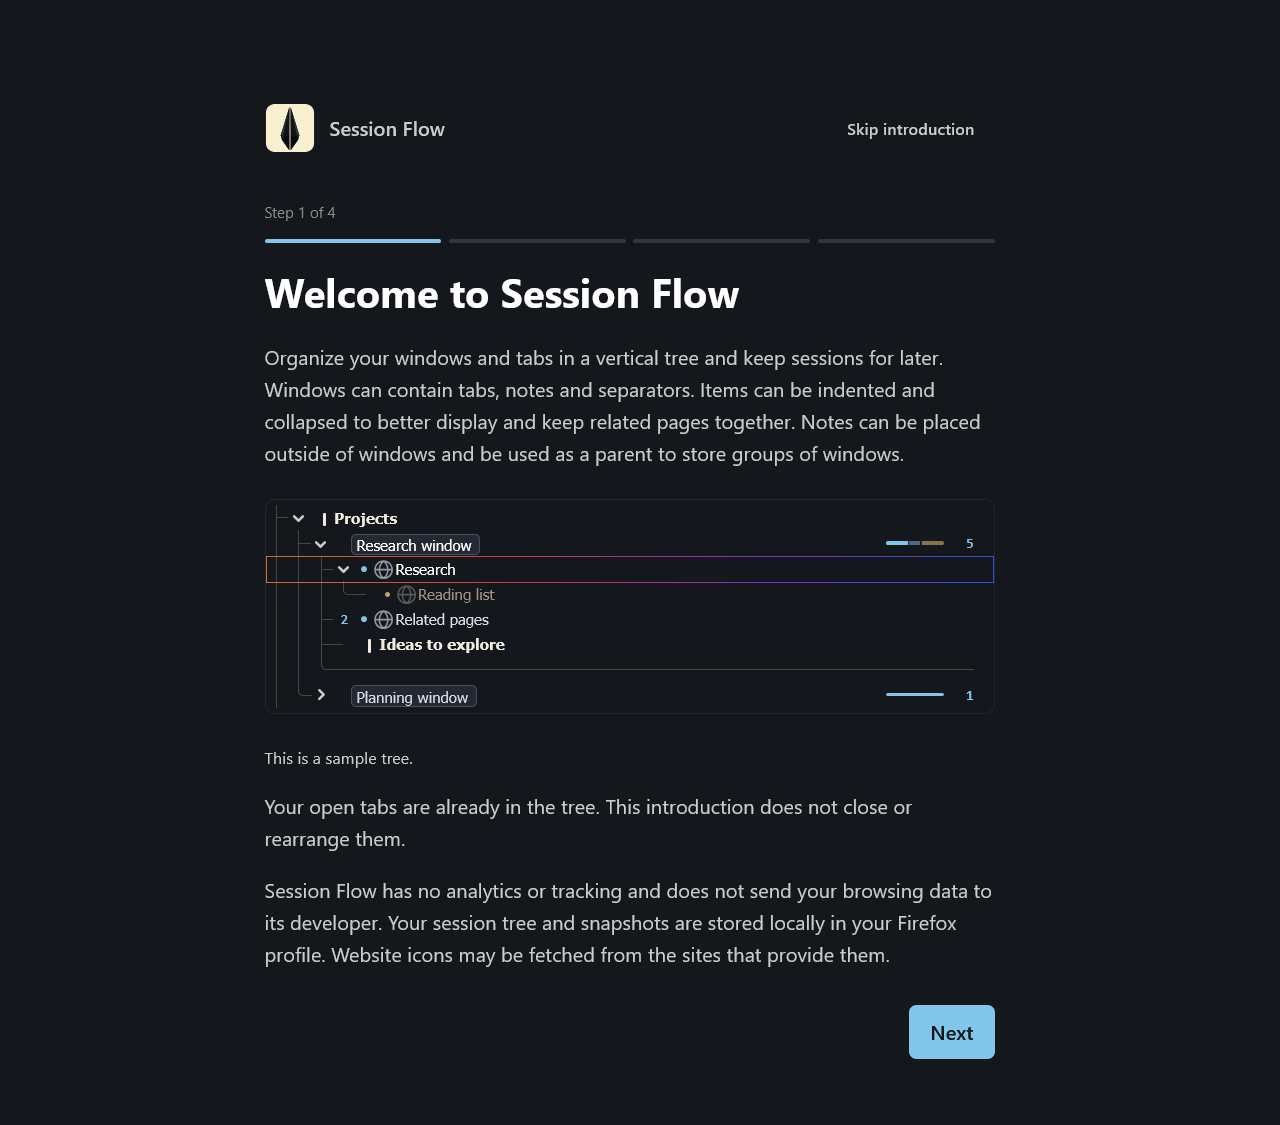 Session Flow
Skip introduction
Step 1 of 4
Welcome to Session Flow
Organize your windows and tabs in a vertical tree and keep sessions for later.
Windows can contain tabs, notes and separators. Items can be indented and
collapsed to better display and keep related pages together. Notes can be placed
outside of windows and be used as a parent to store groups of windows.
Projects
Research window 5
Research
Reading list
2 Related pages
Ideas to explore
Planning window 1
This is a sample tree.
Your open tabs are already in the tree. This introduction does not close or
rearrange them.
Session Flow has no analytics or tracking and does not send your browsing data to
its developer. Your session tree and snapshots are stored locally in your Firefox
profile. Website icons may be fetched from the sites that provide them.
Next